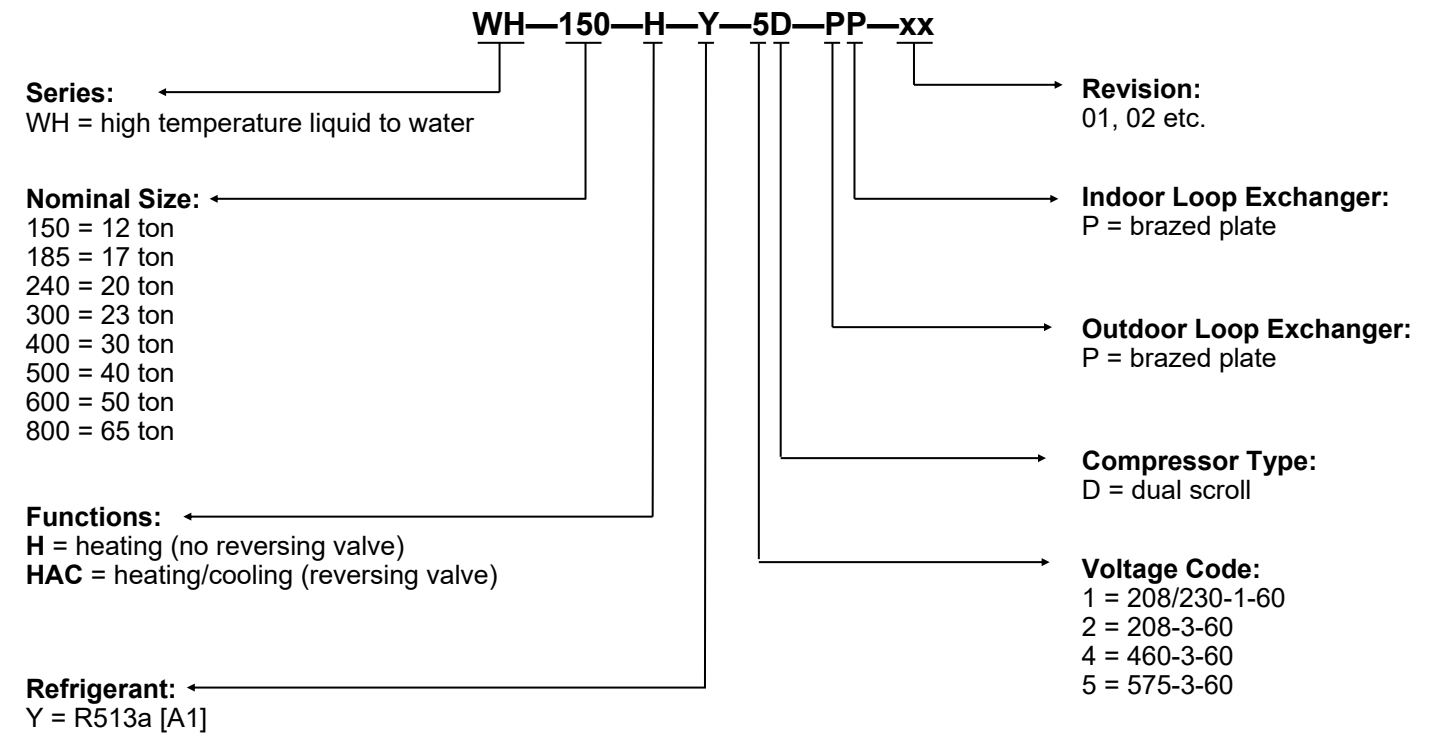 WH—150—H—Y—5D—PP—xx
Series:
WH = high temperature liquid to water
Nominal Size:
150 = 12 ton
185 = 17 ton
240 = 20 ton
300 = 23 ton
400 = 30 ton
500 = 40 ton
600 = 50 ton
800 = 65 ton
Functions:
H = heating (no reversing valve)
HAC = heating/cooling (reversing valve)
Refrigerant:
Y = R513a [A1]
Revision:
01, 02 etc.
Indoor Loop Exchanger:
P = brazed plate
Outdoor Loop Exchanger:
P = brazed plate
Compressor Type:
D = dual scroll
Voltage Code:
1 = 208/230-1-60
2 = 208-3-60
4 = 460-3-60
5 = 575-3-60